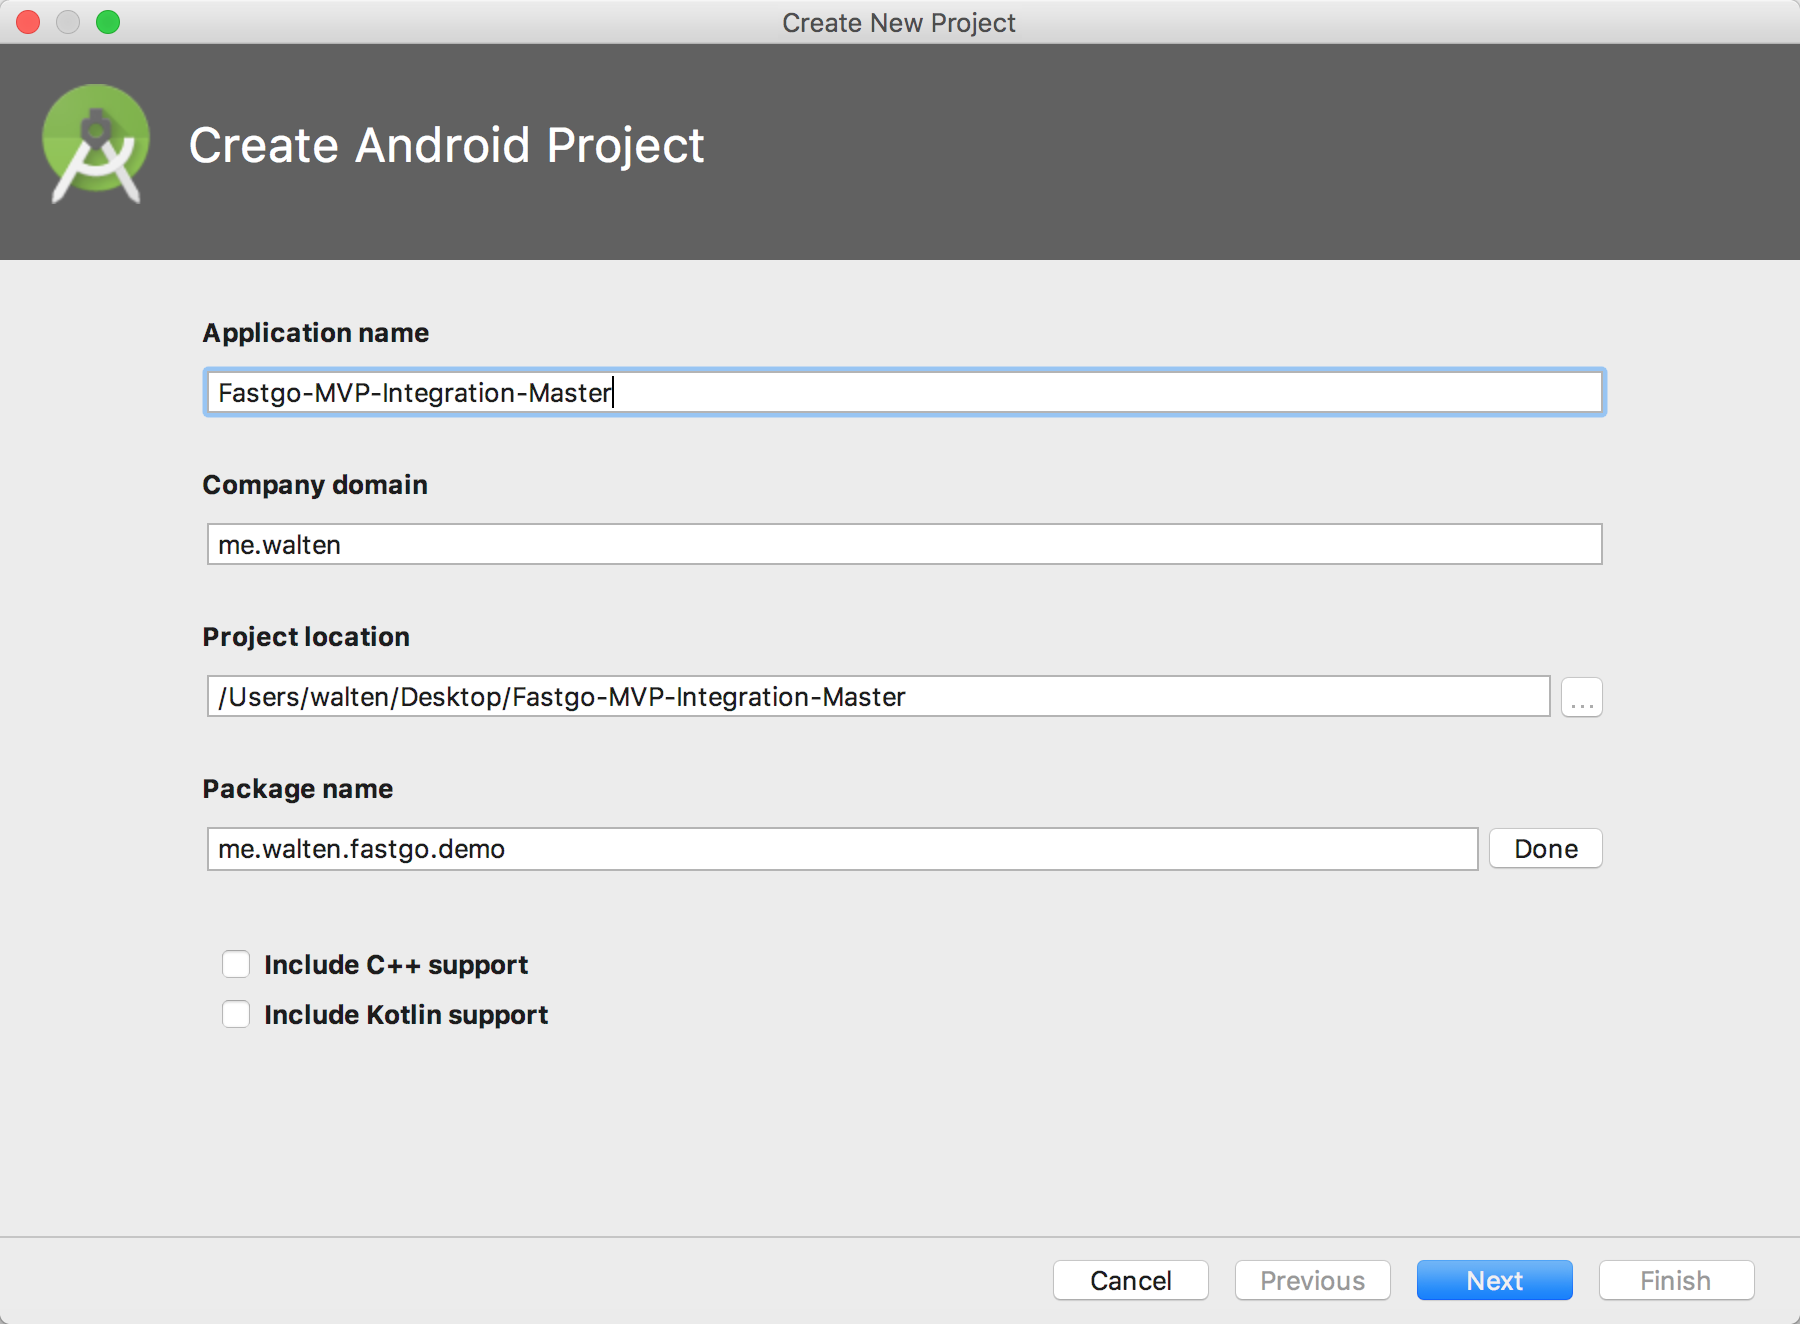 Create New Project
Create Android Project
Application name
Fastgo-MVP-Integration-Master
Company domain
me.walten
Project location
/Users/walten/Desktop/Fastgo-MVP-Integration-Master
...
Package name
me.walten.fastgo.demo
Done
Include C++ support
Include Kotlin support
Cancel
Previous
Next
Finish